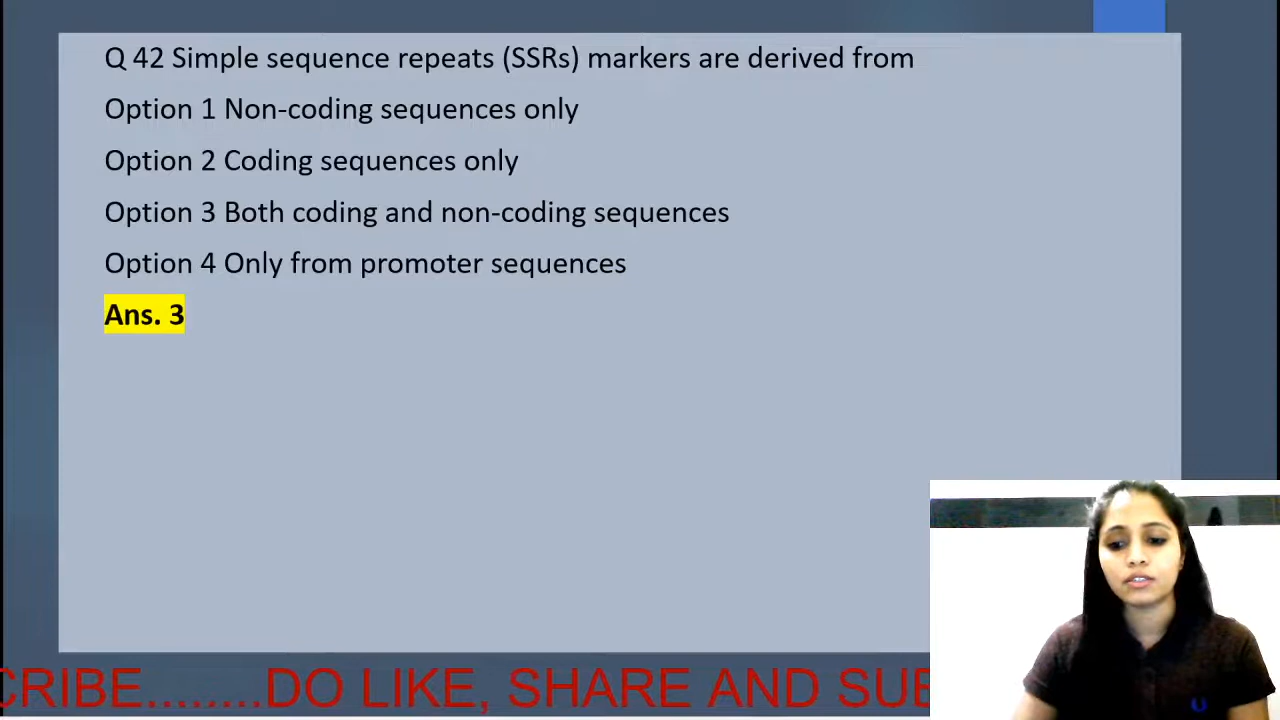 Q 42 Simple sequence repeats (SSRs) markers are derived from
Option 1 Non-coding sequences only
Option 2 Coding sequences only
Option 3 Both coding and non-coding sequences
Option 4 Only from promoter sequences
Ans. 3
CRIBE........DO LIKE, SHARE AND SUB